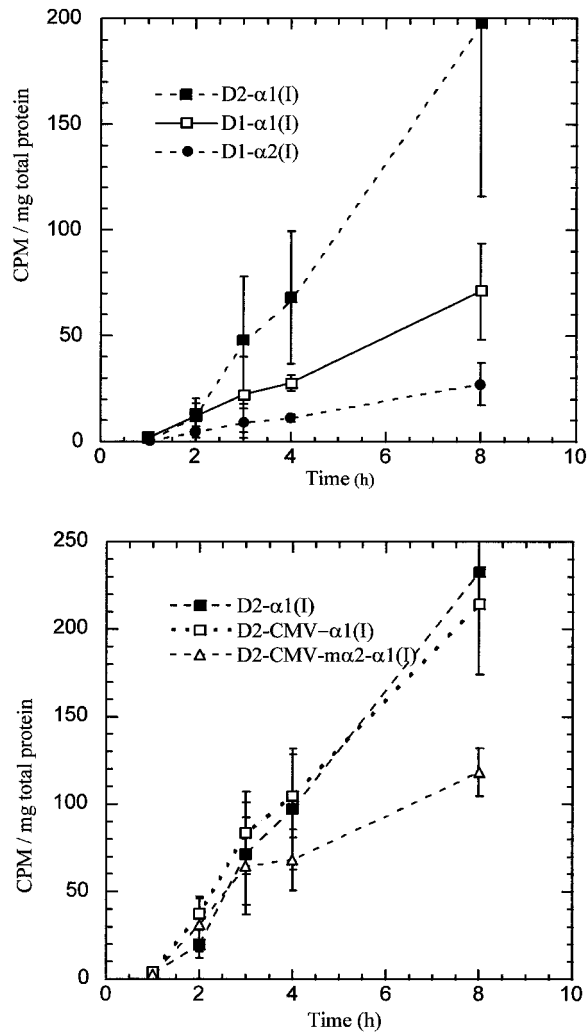 200
150
100
50
0
CPM / mg total protein
D2-α1(I)
D1-α1(I)
D1-α2(I)
0 2 4 6 8 10
Time (h)
250
200
150
100
50
0
CPM / mg total protein
D2-α1(I)
D2-CMV-α1(I)
D2-CMV-mα2-α1(I)
0 2 4 6 8 10
Time (h)